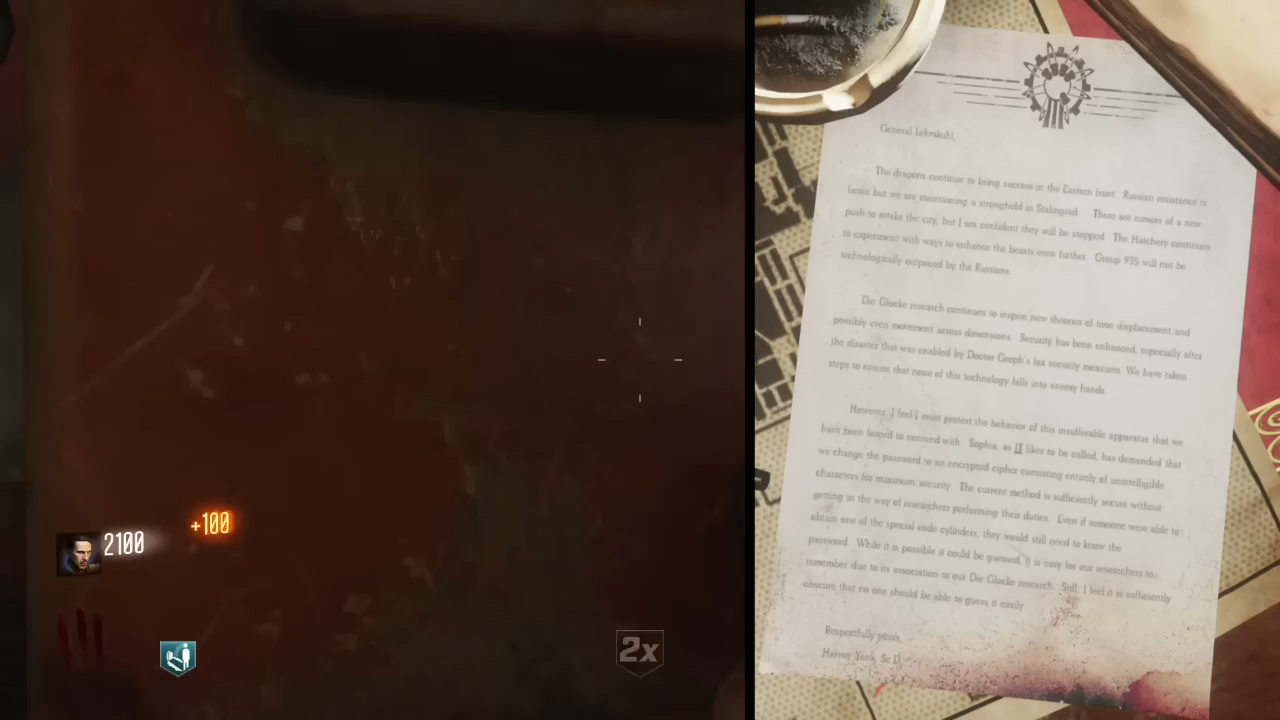 General Lehmkuhl,
The dragons continue to bring success in the Eastern front. Russian resistance is
fierce but we are maintaining a stronghold in Stalingrad. There are rumors of a new
push to retake the city, but I am confident they will be stopped. The Hatchery continues
to experiment with ways to enhance the beasts even further. Group 935 will not be
technologically outpaced by the Russians.
Die Glocke research continues to inspire new theories of time displacement and
possibly even movement across dimensions. Security has been enhanced, especially after
the disaster that was enabled by Doctor Groph's lax security measures. We have taken
steps to ensure that none of this technology falls into enemy hands.
However, I feel I must protest the behavior of this insufferable apparatus that we
have been forced to contend with. Sophia, as IT likes to be called, has demanded that
we change the password to an encrypted cipher consisting entirely of unintelligible
characters for maximum security. The current method is sufficiently secure without
getting in the way of researchers performing their duties. Even if someone were able to
obtain one of the special code cylinders, they would still need to know the
password. While it is possible it could be guessed, it is easy for our researchers to
remember due to its association to our Die Glocke research. Still, I feel it is sufficiently
obscure that no one should be able to guess it easily.
Respectfully yours,
Harvey Yena, Sc.D.
+100
2100
2x